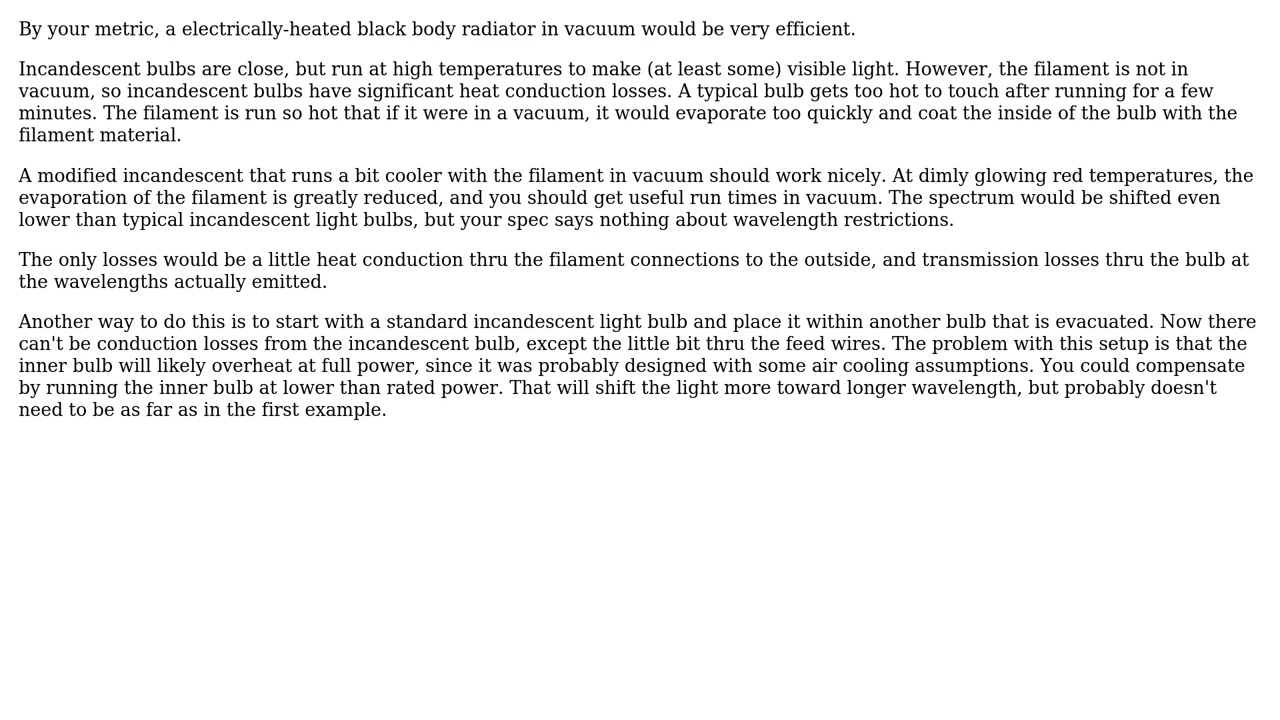 By your metric, a electrically-heated black body radiator in vacuum would be very efficient.
Incandescent bulbs are close, but run at high temperatures to make (at least some) visible light. However, the filament is not in
vacuum, so incandescent bulbs have significant heat conduction losses. A typical bulb gets too hot to touch after running for a few
minutes. The filament is run so hot that if it were in a vacuum, it would evaporate too quickly and coat the inside of the bulb with the
filament material.
A modified incandescent that runs a bit cooler with the filament in vacuum should work nicely. At dimly glowing red temperatures, the
evaporation of the filament is greatly reduced, and you should get useful run times in vacuum. The spectrum would be shifted even
lower than typical incandescent light bulbs, but your spec says nothing about wavelength restrictions.
The only losses would be a little heat conduction thru the filament connections to the outside, and transmission losses thru the bulb at
the wavelengths actually emitted.
Another way to do this is to start with a standard incandescent light bulb and place it within another bulb that is evacuated. Now there
can't be conduction losses from the incandescent bulb, except the little bit thru the feed wires. The problem with this setup is that the
inner bulb will likely overheat at full power, since it was probably designed with some air cooling assumptions. You could compensate
by running the inner bulb at lower than rated power. That will shift the light more toward longer wavelength, but probably doesn't
need to be as far as in the first example.